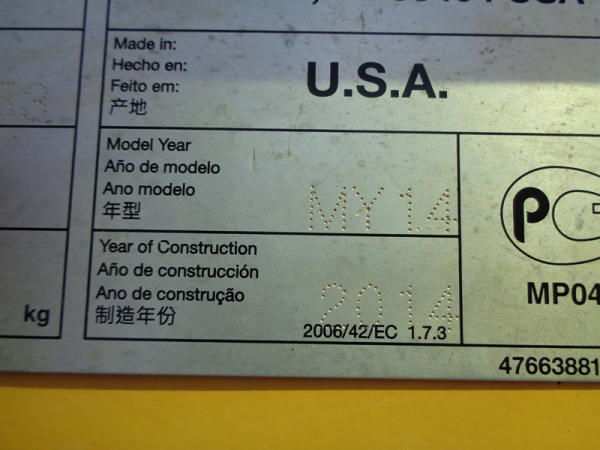 Made in:
Hecho en:
Feito em:
产地
U.S.A.
Model Year
Año de modelo
Ano modelo
年型
MY14
Year of Construction
Año de construcción
Ano de construção
制造年份
2014
2006/42/EC 1.7.3
kg
MP04
47663881